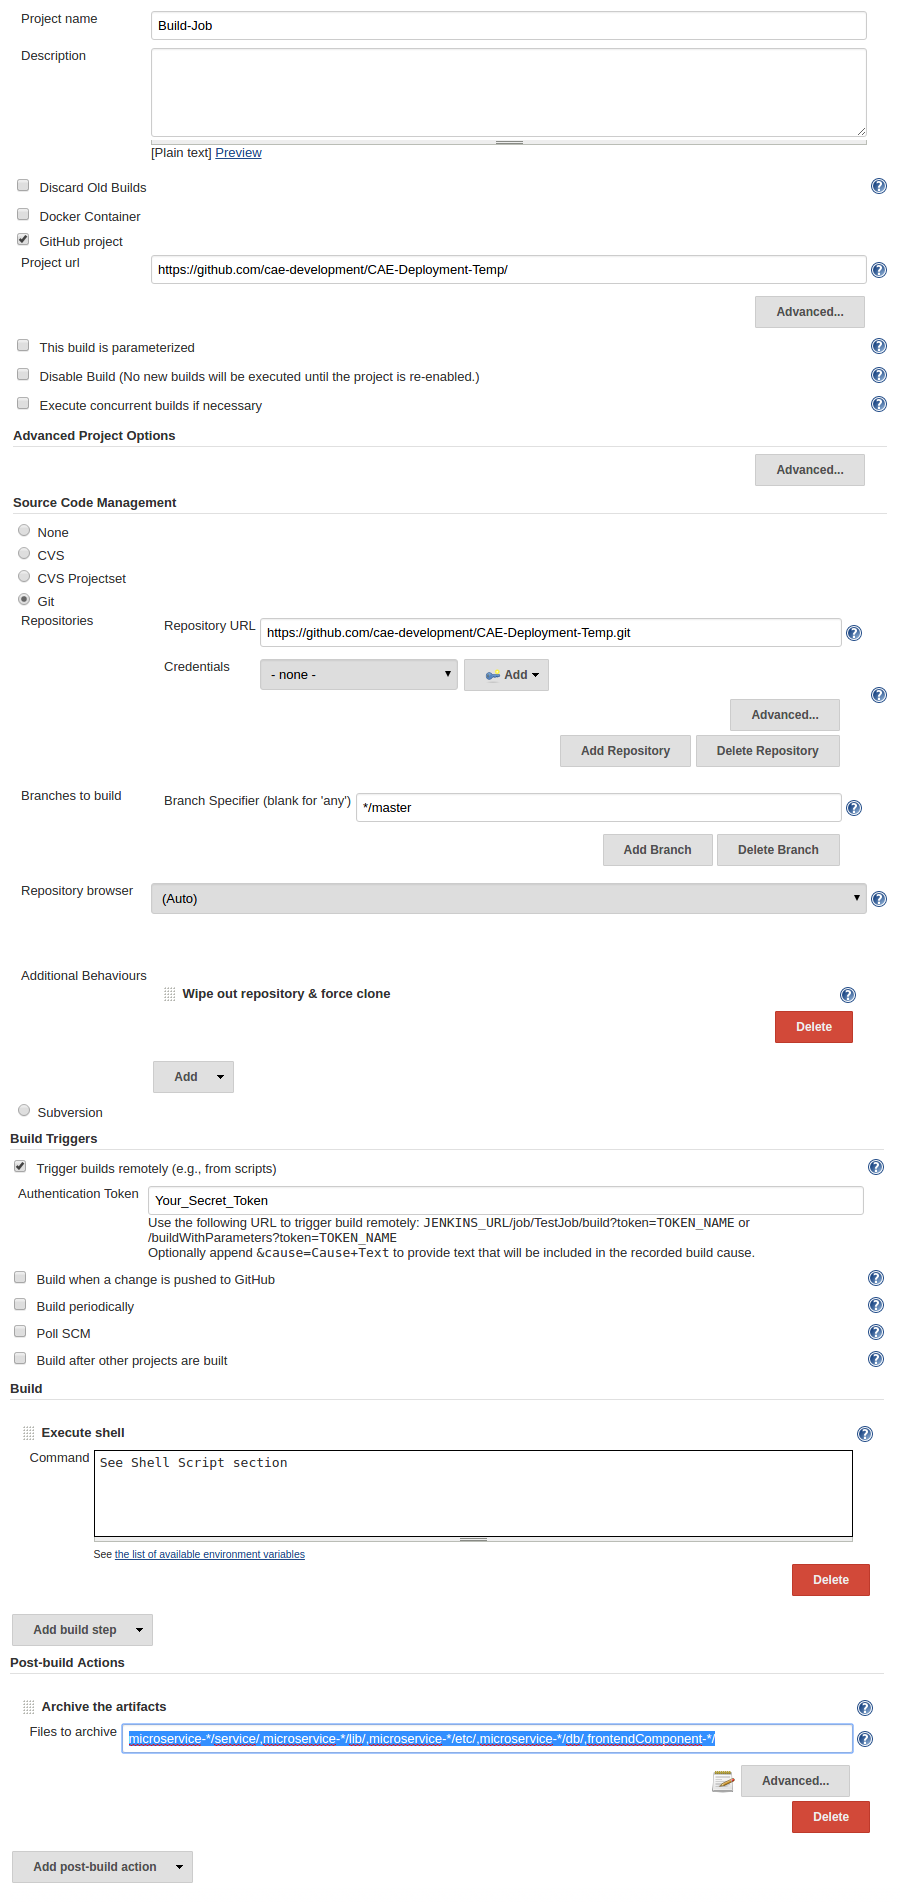 Project name
Build-Job
Description
[Plain text] Preview
Discard Old Builds
Docker Container
GitHub project
Project url
https://github.com/cae-development/CAE-Deployment-Temp/
Advanced...
This build is parameterized
Disable Build (No new builds will be executed until the project is re-enabled.)
Execute concurrent builds if necessary
Advanced Project Options
Advanced...
Source Code Management
None
CVS
CVS Projectset
Git
Repositories
Repository URL
https://github.com/cae-development/CAE-Deployment-Temp.git
Credentials
- none -
Add
Advanced...
Add Repository
Delete Repository
Branches to build
Branch Specifier (blank for 'any')
*/master
Add Branch
Delete Branch
Repository browser
(Auto)
Additional Behaviours
Wipe out repository & force clone
Delete
Add
Subversion
Build Triggers
Trigger builds remotely (e.g., from scripts)
Authentication Token
Your_Secret_Token
Use the following URL to trigger build remotely: JENKINS_URL/job/TestJob/build?token=TOKEN_NAME or
/buildWithParameters?token=TOKEN_NAME
Optionally append &cause=Cause+Text to provide text that will be included in the recorded build cause.
Build when a change is pushed to GitHub
Build periodically
Poll SCM
Build after other projects are built
Build
Execute shell
Command
See Shell Script section
See the list of available environment variables
Delete
Add build step
Post-build Actions
Archive the artifacts
Files to archive
microservice-*/service/,microservice-*/lib/,microservice-*/etc/,microservice-*/db/,frontendComponent-*/
Advanced...
Delete
Add post-build action